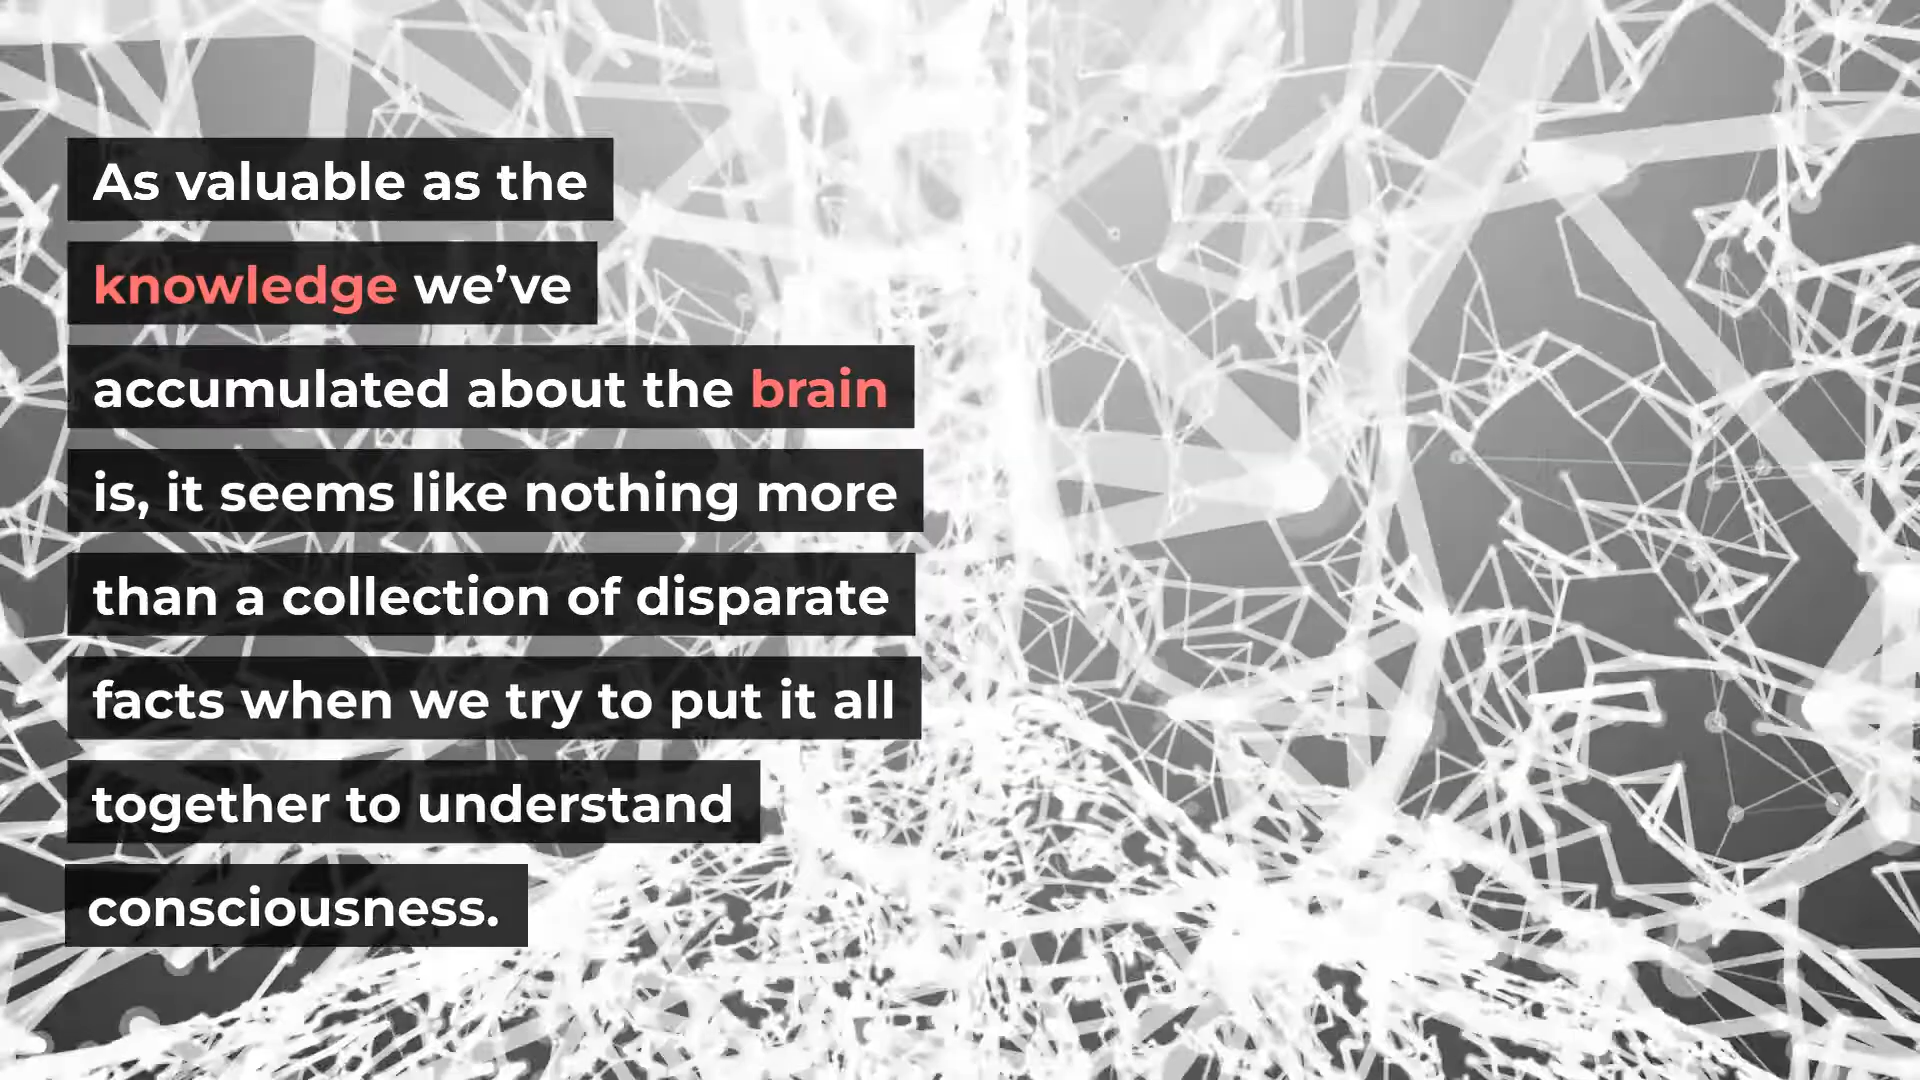 As valuable as the
knowledge we’ve
accumulated about the brain
is, it seems like nothing more
than a collection of disparate
facts when we try to put it all
together to understand
consciousness.